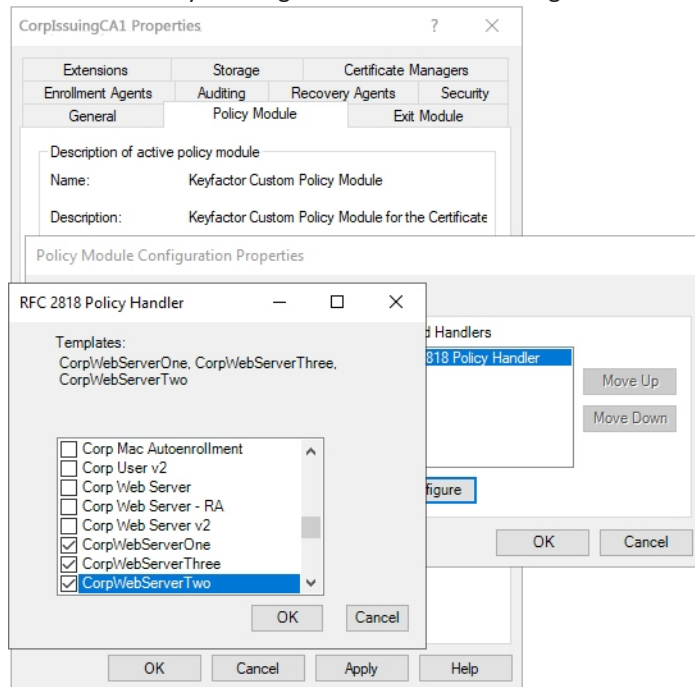 CorpIssuingCA1 Properties ? ×
Extensions Storage Certificate Managers
Enrollment Agents Auditing Recovery Agents Security
General Policy Module Exit Module
Description of active policy module
Name: Keyfactor Custom Policy Module
Description: Keyfactor Custom Policy Module for the Certificate
Policy Module Configuration Properties
RFC 2818 Policy Handler
Templates:
CorpWebServerOne, CorpWebServerThree,
CorpWebServerTwo
d Handlers
818 Policy Handler
Move Up
Move Down
Corp Mac Autoenrollment
Corp User v2
Corp Web Server
Corp Web Server - RA
Corp Web Server v2
CorpWebServerOne
CorpWebServerThree
CorpWebServerTwo
figure
OK Cancel
OK Cancel
OK Cancel Apply Help